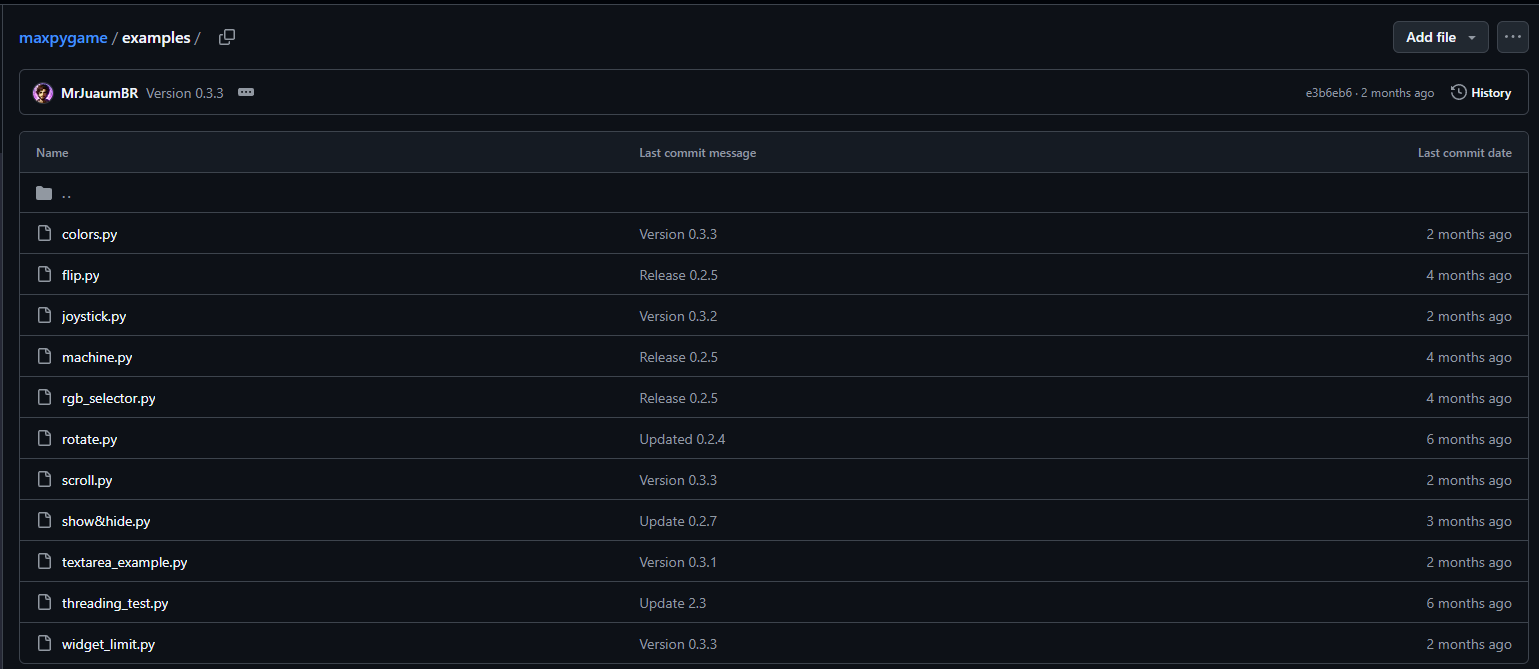 maxpygame / examples /
Add file
MrJuaumBR Version 0.3.3
e3b6eb6 · 2 months ago History
Name Last commit message Last commit date
..
colors.py Version 0.3.3 2 months ago
flip.py Release 0.2.5 4 months ago
joystick.py Version 0.3.2 2 months ago
machine.py Release 0.2.5 4 months ago
rgb_selector.py Release 0.2.5 4 months ago
rotate.py Updated 0.2.4 6 months ago
scroll.py Version 0.3.3 2 months ago
show&hide.py Update 0.2.7 3 months ago
textarea_example.py Version 0.3.1 2 months ago
threading_test.py Update 2.3 6 months ago
widget_limit.py Version 0.3.3 2 months ago